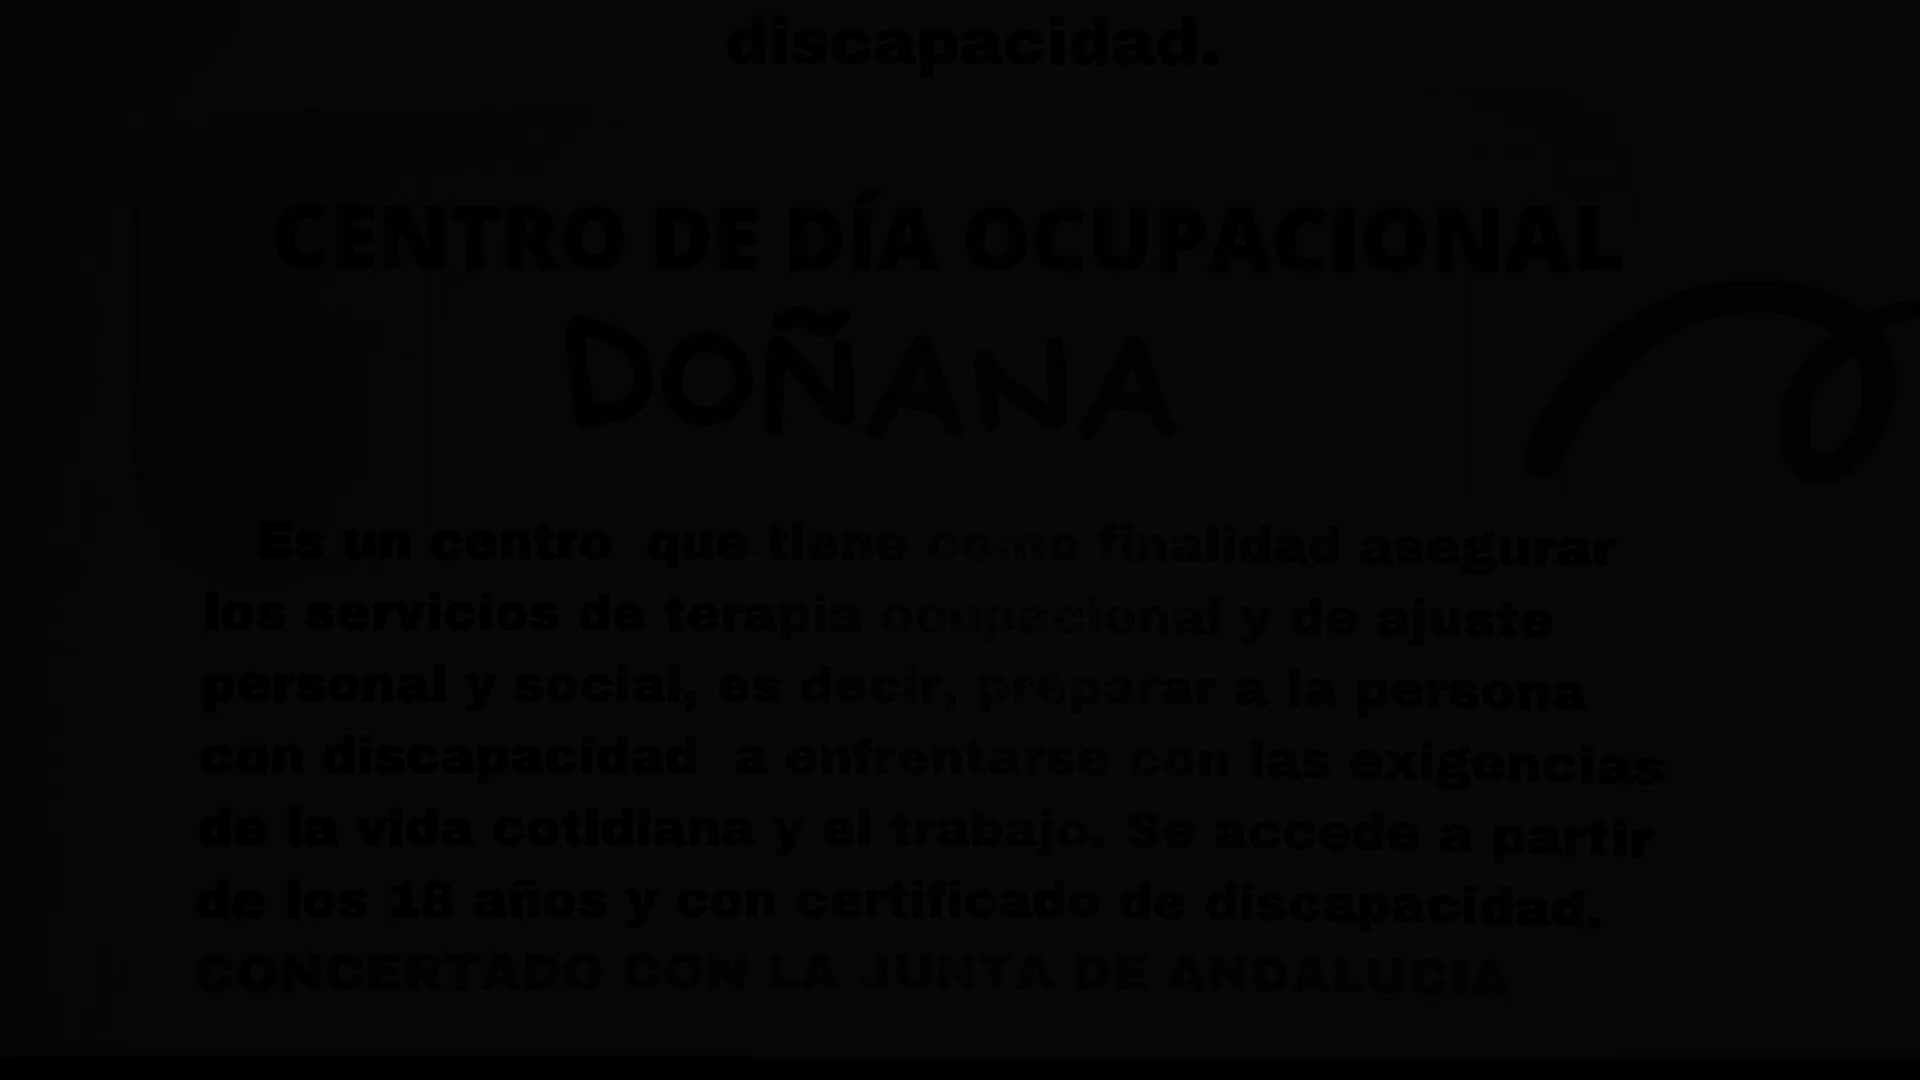 discapacidad.
CENTRO DE DÍA OCUPACIONAL
DOÑANA
Es un centro que tiene como finalidad asegurar
los servicios de terapia ocupacional y de ajuste
personal y social, es decir, preparar a la persona
con discapacidad a enfrentarse con las exigencias
de la vida cotidiana y el trabajo. Se accede a partir
de los 18 años y con certificado de discapacidad.
CONCERTADO CON LA JUNTA DE ANDALUCIA